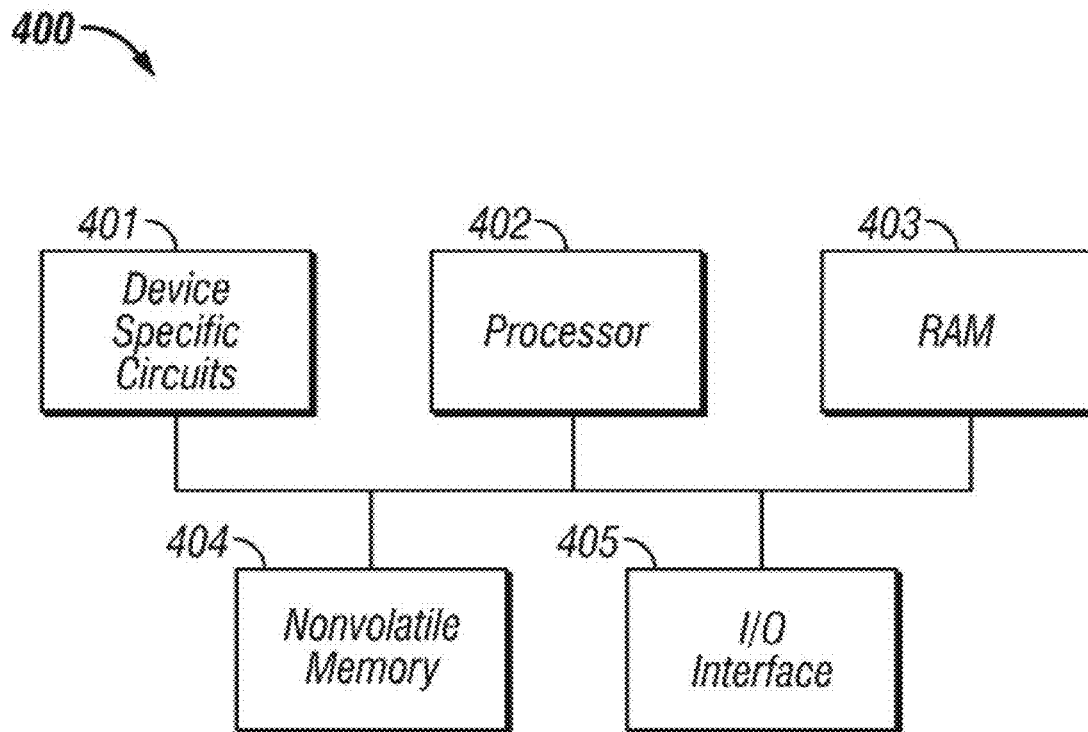 400
401
402
403
Device
Specific
Circuits
Processor
RAM
404
405
Nonvolatile
Memory
I/O
Interface